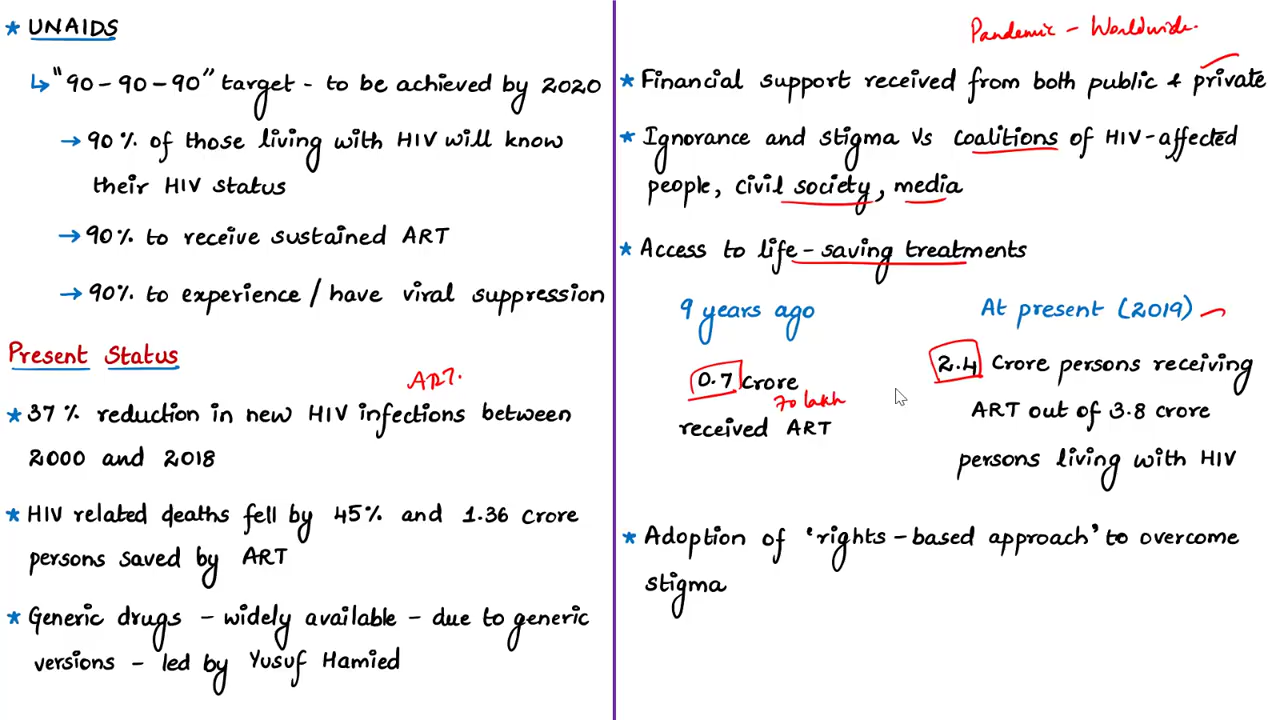 * UNAIDS
↳ "90-90-90" target - to be achieved by 2020
→ 90% of those living with HIV will know
their HIV status
→ 90% to receive sustained ART
→ 90% to experience / have viral suppression
Present Status
ART.
* 37% reduction in new HIV infections between
2000 and 2018
* HIV related deaths fell by 45% and 1.36 crore
persons saved by ART
* Generic drugs - widely available - due to generic
versions - led by Yusuf Hamied
Pandemic - Worldwide.
* Financial support received from both public & private
* Ignorance and stigma Vs coalitions of HIV-affected
people, civil society, media
* Access to life-saving treatments
9 years ago
0.7 crore
70 lakh
received ART
At present (2019)
2.4 Crore persons receiving
ART out of 3.8 crore
persons living with HIV
* Adoption of 'rights-based approach' to overcome
stigma